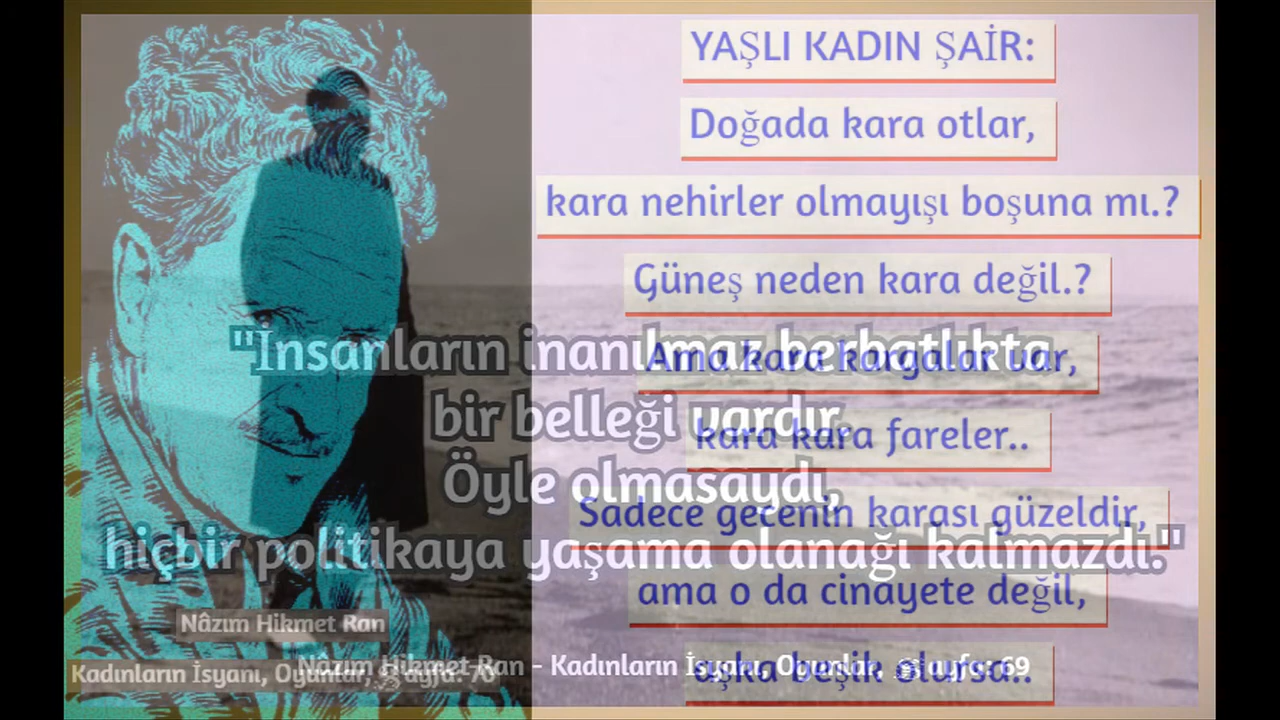 YAŞLI KADIN ŞAİR:
Doğada kara otlar,
kara nehirler olmayışı boşuna mı.?
Güneş neden kara değil.?
Ama kara kargalar var,
kara kara fareler..
Sadece gecenin karası güzeldir,
ama o da cinayete değil,
aşka beşik olursa..
"İnsanların inanılmaz berbatlıkta
bir belleği vardır.
Öyle olmasaydı,
hiçbir politikaya yaşama olanağı kalmazdı."
Nâzım Hikmet Ran
Kadınların İsyanı, Oyunlar, Sayfa: 70
Nâzım Hikmet Ran - Kadınların İsyanı, Oyunlar, Sayfa: 69